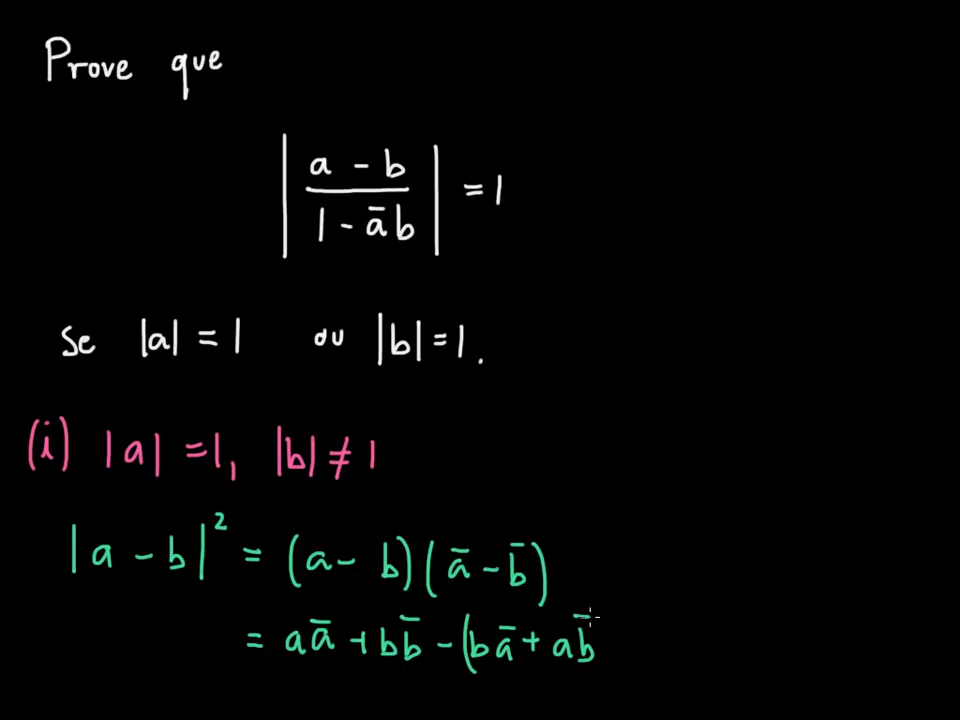 Prove que
| (a - b) / (1 - āb) | = 1
Se |a| = 1 ou |b| = 1.
(i) |a| = 1, |b| ≠ 1
|a - b|² = (a - b)(ā - b̄)
= aā + bb̄ - (bā + ab̄